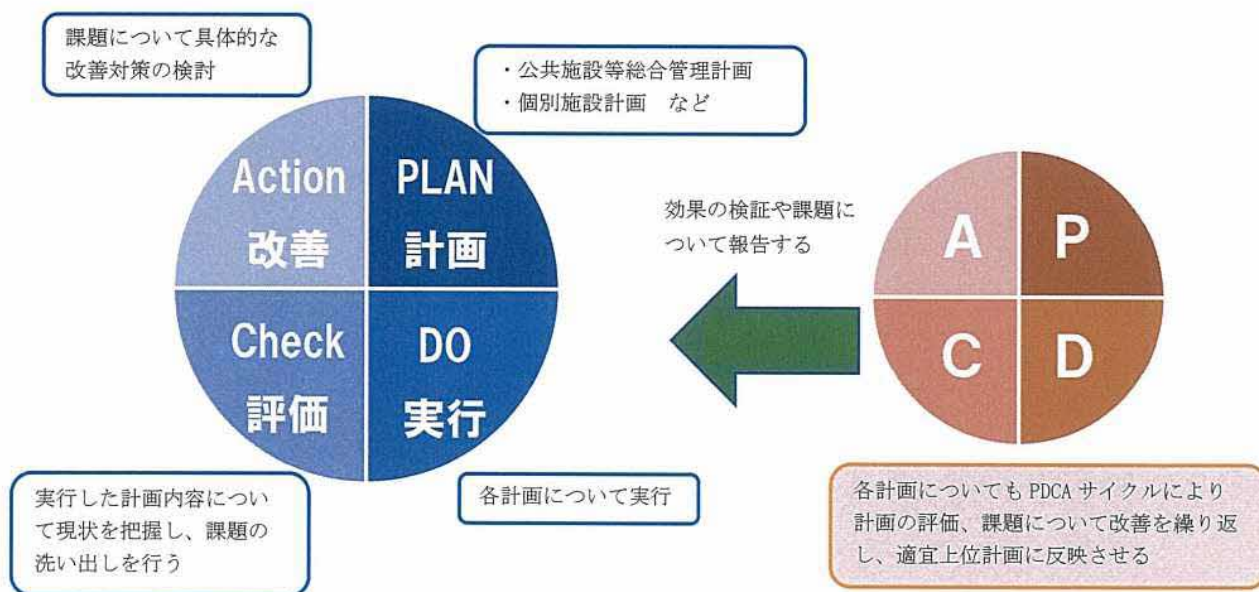 課題について具体的な
改善対策の検討
・公共施設等総合管理計画
・個別施設計画　など
Action
改善
PLAN
計画
Check
評価
DO
実行
効果の検証や課題に
ついて報告する
A
P
C
D
実行した計画内容につい
て現状を把握し、課題の
洗い出しを行う
各計画について実行
各計画についても PDCA サイクルにより
計画の評価、課題について改善を繰り返
し、適宜上位計画に反映させる